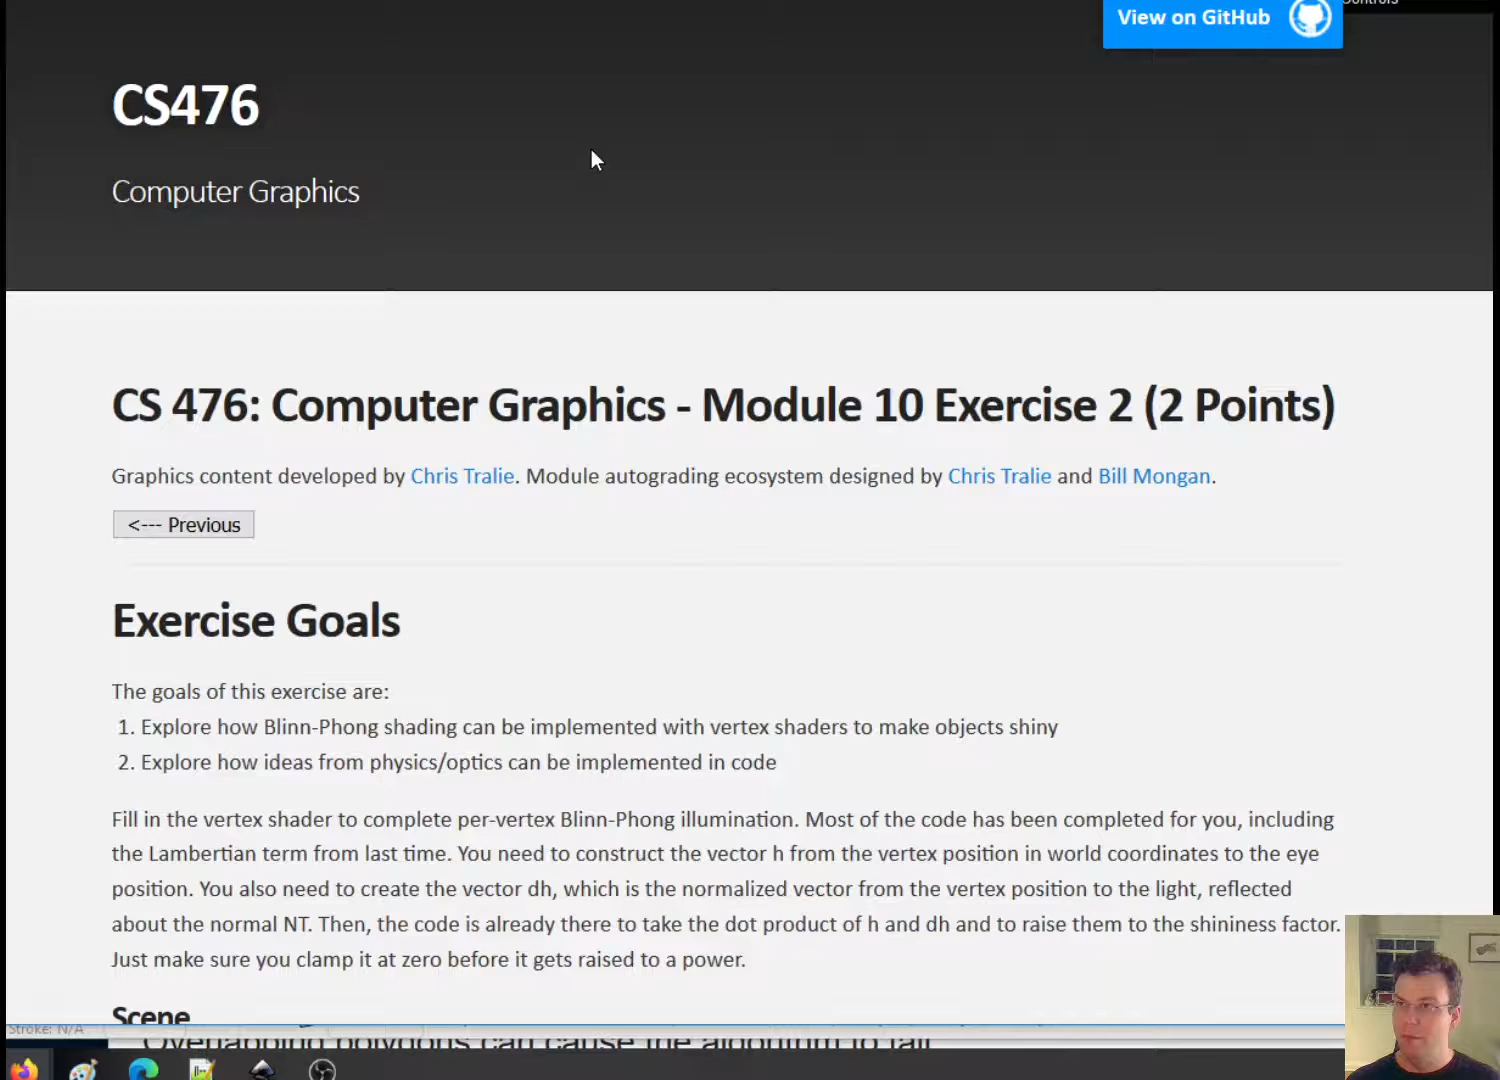 View on GitHub
Controls
CS476
Computer Graphics
CS 476: Computer Graphics - Module 10 Exercise 2 (2 Points)
Graphics content developed by Chris Tralie. Module autograding ecosystem designed by Chris Tralie and Bill Mongan.
<--- Previous
Exercise Goals
The goals of this exercise are:
1. Explore how Blinn-Phong shading can be implemented with vertex shaders to make objects shiny
2. Explore how ideas from physics/optics can be implemented in code
Fill in the vertex shader to complete per-vertex Blinn-Phong illumination. Most of the code has been completed for you, including
the Lambertian term from last time. You need to construct the vector h from the vertex position in world coordinates to the eye
position. You also need to create the vector dh, which is the normalized vector from the vertex position to the light, reflected
about the normal NT. Then, the code is already there to take the dot product of h and dh and to raise them to the shininess factor.
Just make sure you clamp it at zero before it gets raised to a power.
Scene
Stroke: N/A
Overlapping polygons can cause the algorithm to fail